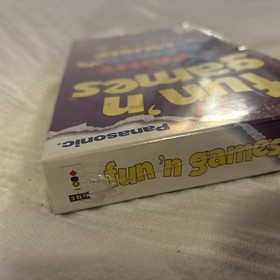 fun 'n
games
Panasonic.
fun 'n games
3DO